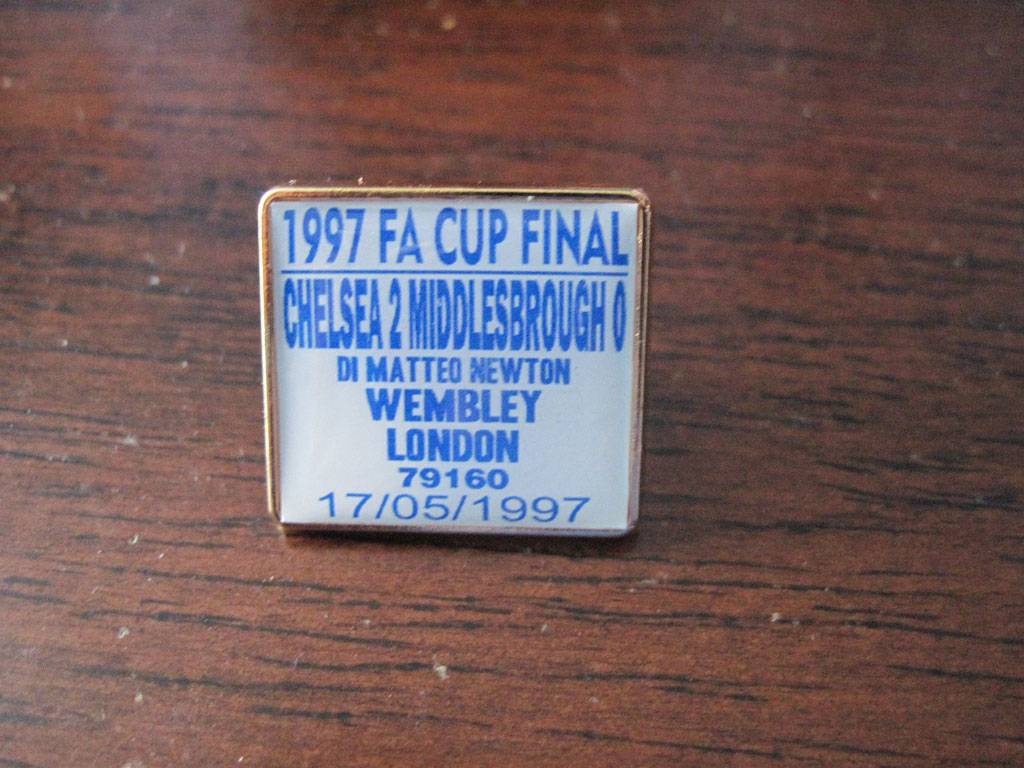 1997 FA CUP FINAL
CHELSEA 2 MIDDLESBROUGH 0
DI MATTEO NEWTON
WEMBLEY
LONDON
79160
17/05/1997